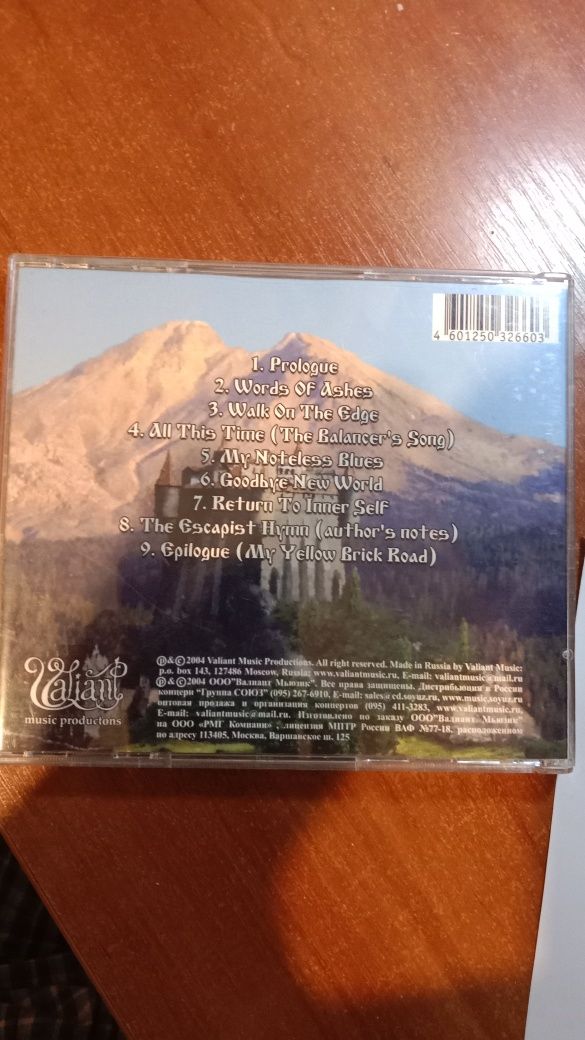 4 601250 326603
1. Prologue
2. Words Of Ashes
3. Walk On The Edge
4. All This Time (The Balancer's Song)
5. My Noteless Blues
6. Goodbye New World
7. Return To Inner Self
8. The Escapist Hymn (author's notes)
9. Epilogue (My Yellow Brick Road)
Valiant
music productons
℗&©2004 Valiant Music Productions. All right reserved. Made in Russia by Valiant Music:
p.o. box 143, 127486 Moscow, Russia; www.valiantmusic.ru, E-mail: valiantmusic@mail.ru
℗&©2004 ООО"Валиант Мьюзик". Все права защищены. Дистрибьюция в России
концерн "Группа СОЮЗ" (095) 267-6910, E-mail: sales@cd.soyuz.ru, www.music.soyuz.ru
оптовая продажа и организация концертов (095) 411-3283, www.valiantmusic.ru,
E-mail: valiantmusic@mail.ru. Изготовлено по заказу ООО"Валиант Мьюзик"
на ООО «РМГ Компани» , лицензия МПТР России ВАФ №77-18, расположенном
по адресу 113405, Москва, Варшавское ш. 125